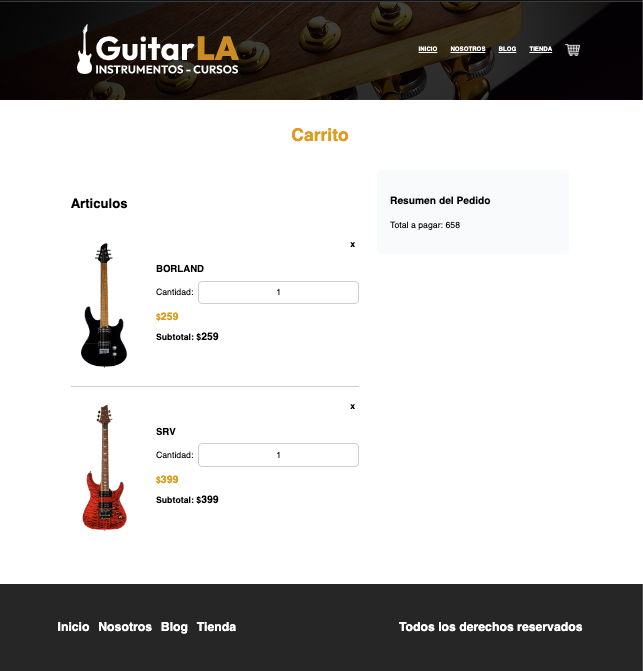 GuitarLA
INSTRUMENTOS - CURSOS
INICIO NOSOTROS BLOG TIENDA
Carrito
Articulos
x
BORLAND
Cantidad: 1
$259
Subtotal: $259
x
SRV
Cantidad: 1
$399
Subtotal: $399
Resumen del Pedido
Total a pagar: 658
Inicio Nosotros Blog Tienda
Todos los derechos reservados